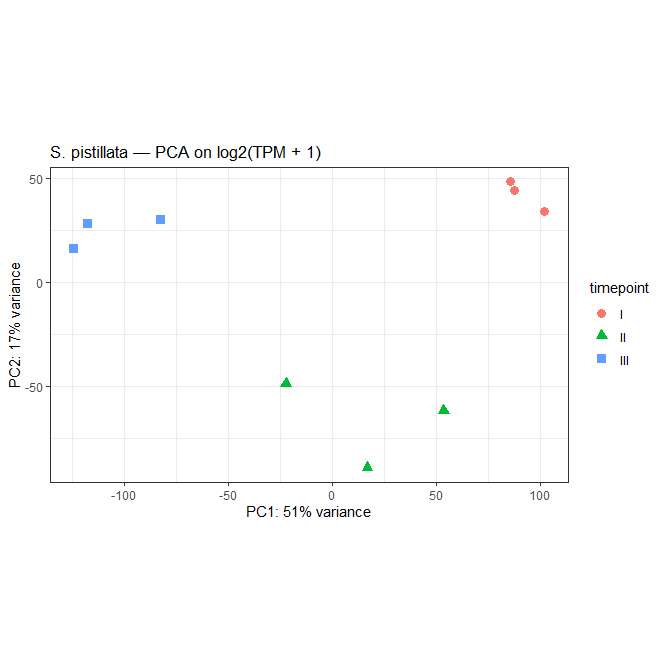 S. pistillata — PCA on log2(TPM + 1)
50
0
-50
PC2: 17% variance
-100
-50
0
50
100
PC1: 51% variance
timepoint
I
II
III